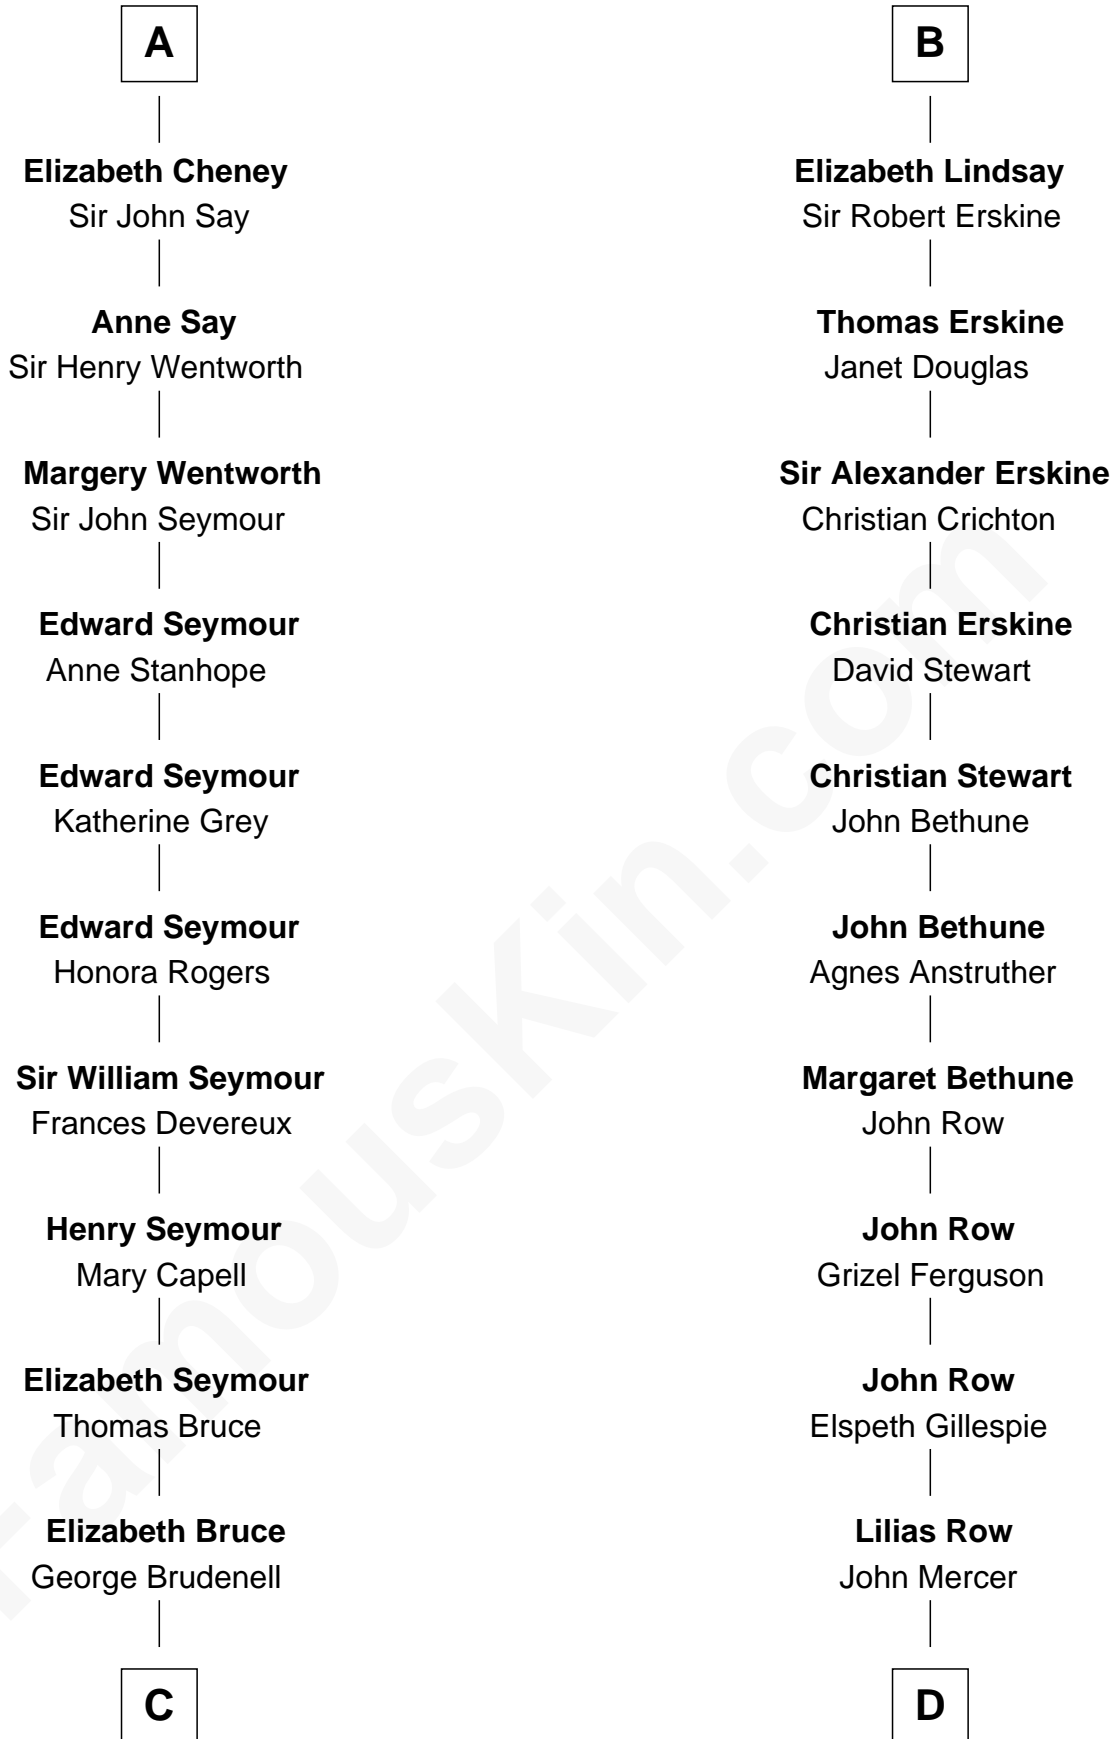 A
Elizabeth Cheney
Sir John Say
Anne Say
Sir Henry Wentworth
Margery Wentworth
Sir John Seymour
Edward Seymour
Anne Stanhope
Edward Seymour
Katherine Grey
Edward Seymour
Honora Rogers
Sir William Seymour
Frances Devereux
Henry Seymour
Mary Capell
Elizabeth Seymour
Thomas Bruce
Elizabeth Bruce
George Brudenell
C
B
Elizabeth Lindsay
Sir Robert Erskine
Thomas Erskine
Janet Douglas
Sir Alexander Erskine
Christian Crichton
Christian Erskine
David Stewart
Christian Stewart
John Bethune
John Bethune
Agnes Anstruther
Margaret Bethune
John Row
John Row
Grizel Ferguson
John Row
Elspeth Gillespie
Lilias Row
John Mercer
D
FamousKin.com